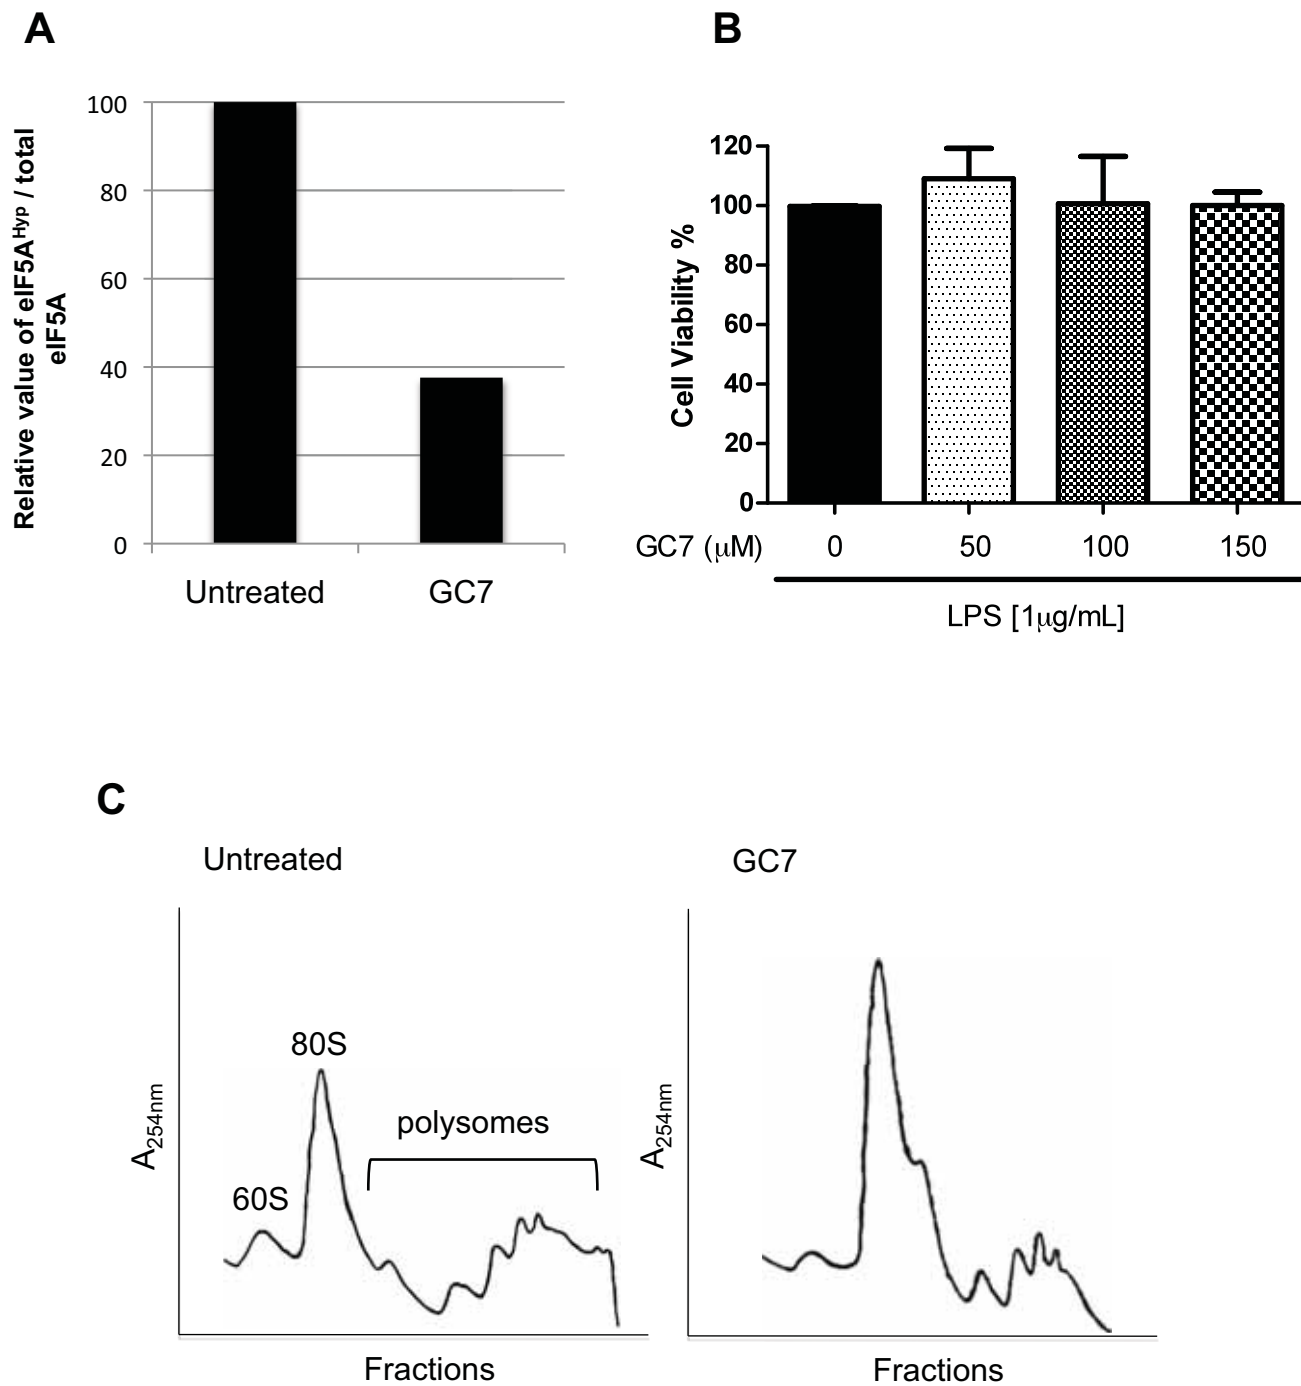 A
Relative value of eIF5A^Hyp / total
eIF5A
100
80
60
40
20
0
Untreated
GC7
B
Cell Viability %
120
100
80
60
40
20
0
GC7 (μM) 0 50 100 150
LPS [1μg/mL]
C
Untreated
A254nm
60S
80S
polysomes
Fractions
GC7
A254nm
Fractions